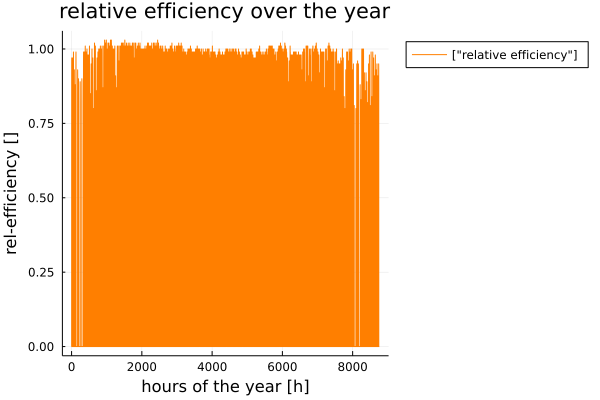 relative efficiency over the year
["relative efficiency"]
1.00
0.75
0.50
0.25
0.00
rel-efficiency []
0 2000 4000 6000 8000
hours of the year [h]